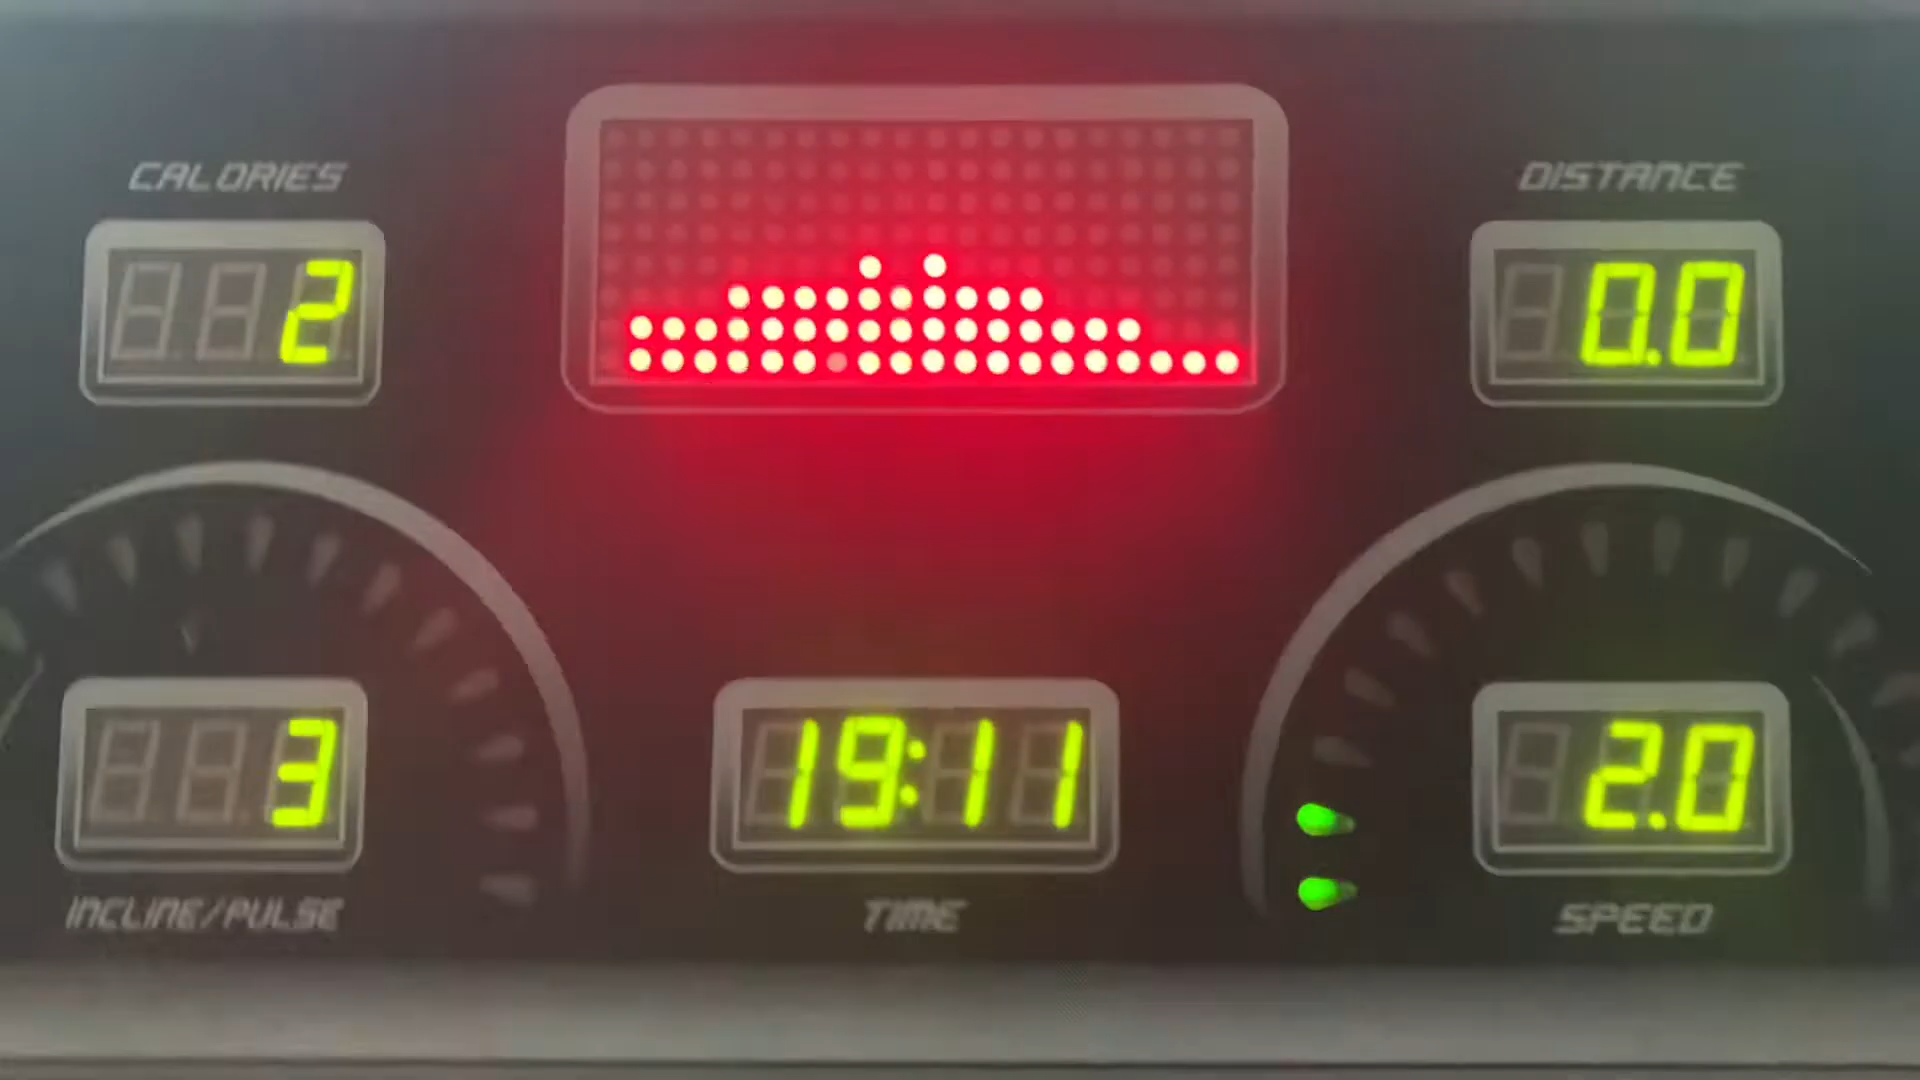 CALORIES
DISTANCE
2
0.0
3
19:11
2.0
INCLINE/PULSE
TIME
SPEED